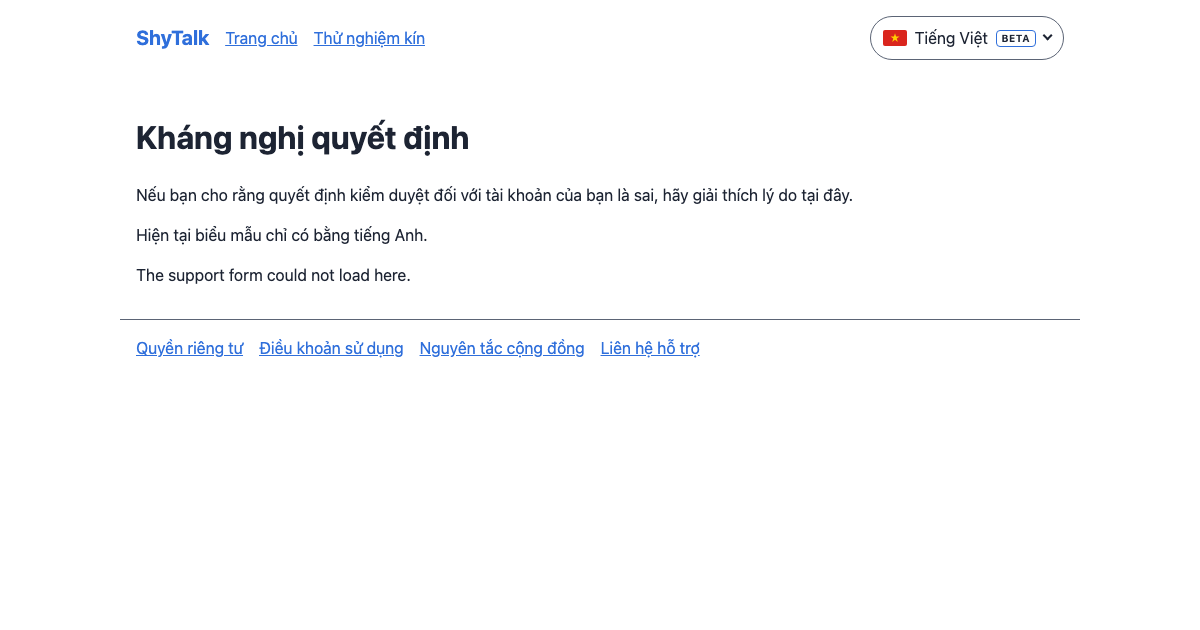 ShyTalk Trang chủ Thử nghiệm kín Tiếng Việt BETA
Kháng nghị quyết định
Nếu bạn cho rằng quyết định kiểm duyệt đối với tài khoản của bạn là sai, hãy giải thích lý do tại đây.
Hiện tại biểu mẫu chỉ có bằng tiếng Anh.
The support form could not load here.
Quyền riêng tư Điều khoản sử dụng Nguyên tắc cộng đồng Liên hệ hỗ trợ